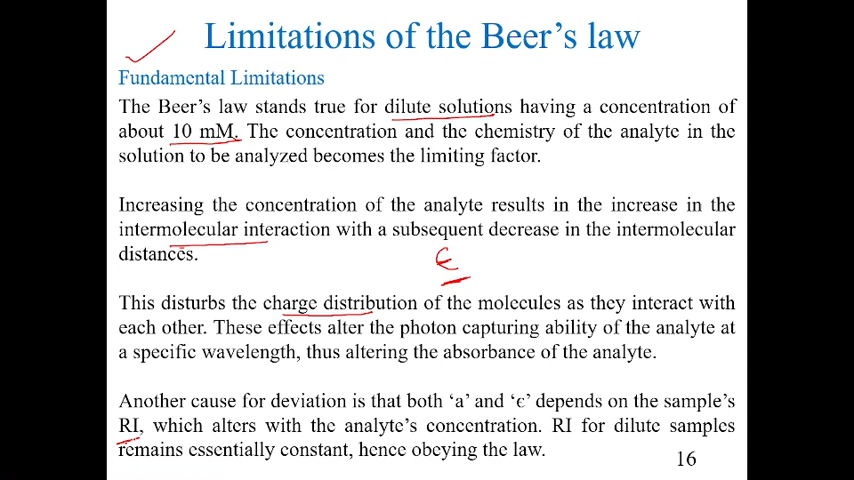 Limitations of the Beer's law
Fundamental Limitations
The Beer's law stands true for dilute solutions having a concentration of
about 10 mM. The concentration and the chemistry of the analyte in the
solution to be analyzed becomes the limiting factor.
Increasing the concentration of the analyte results in the increase in the
intermolecular interaction with a subsequent decrease in the intermolecular
distances.
ϵ
This disturbs the charge distribution of the molecules as they interact with
each other. These effects alter the photon capturing ability of the analyte at
a specific wavelength, thus altering the absorbance of the analyte.
Another cause for deviation is that both ‘a’ and ‘ϵ’ depends on the sample's
RI, which alters with the analyte's concentration. RI for dilute samples
remains essentially constant, hence obeying the law.
16